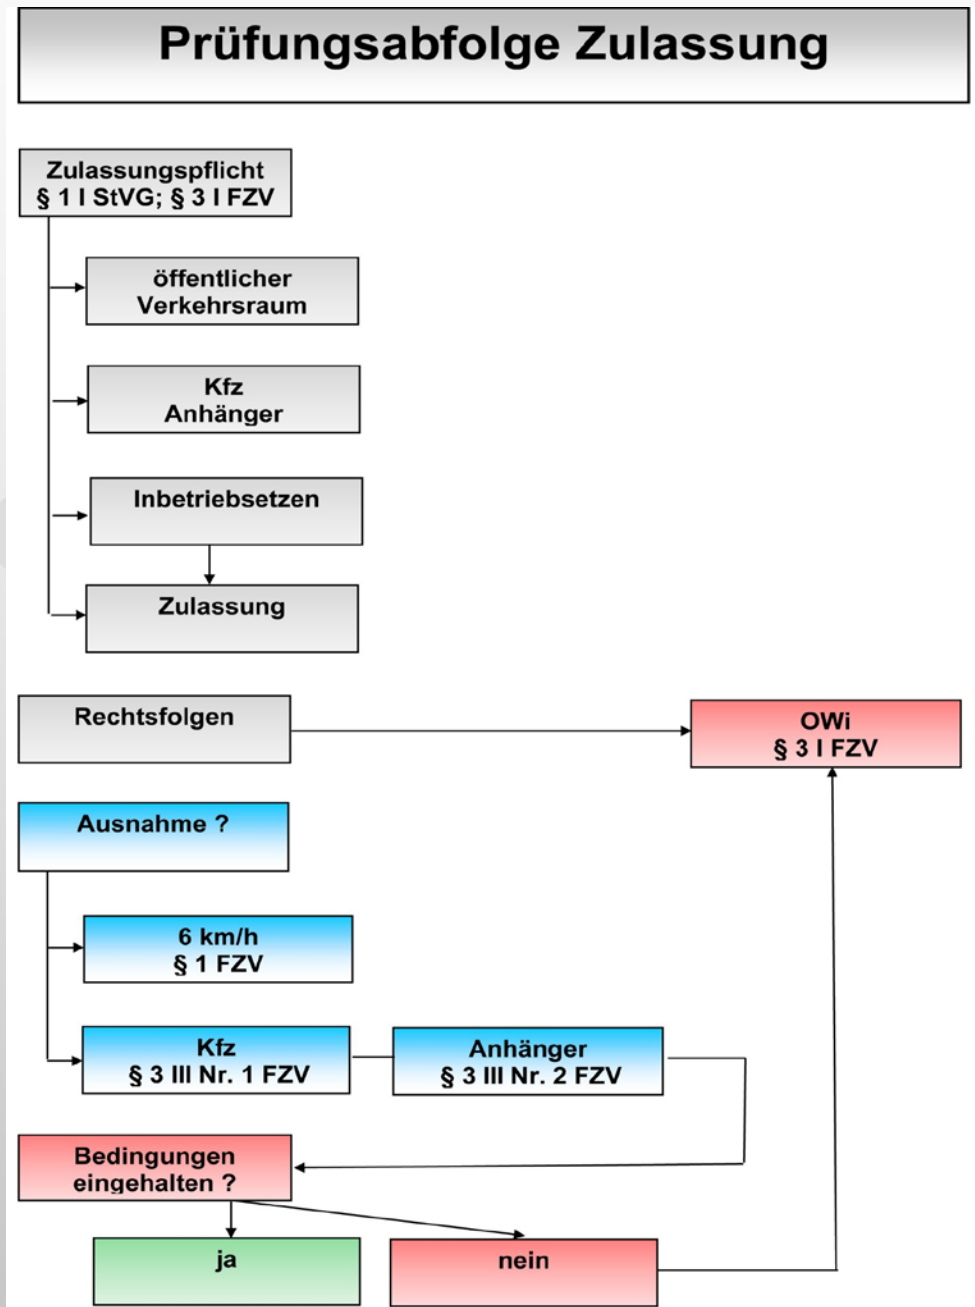 Prüfungsabfolge Zulassung
Zulassungspflicht
§ 1 I StVG; § 3 I FZV
öffentlicher
Verkehrsraum
Kfz
Anhänger
Inbetriebsetzen
Zulassung
Rechtsfolgen
OWi
§ 3 I FZV
Ausnahme ?
6 km/h
§ 1 FZV
Kfz
§ 3 III Nr. 1 FZV
Anhänger
§ 3 III Nr. 2 FZV
Bedingungen
eingehalten ?
ja
nein